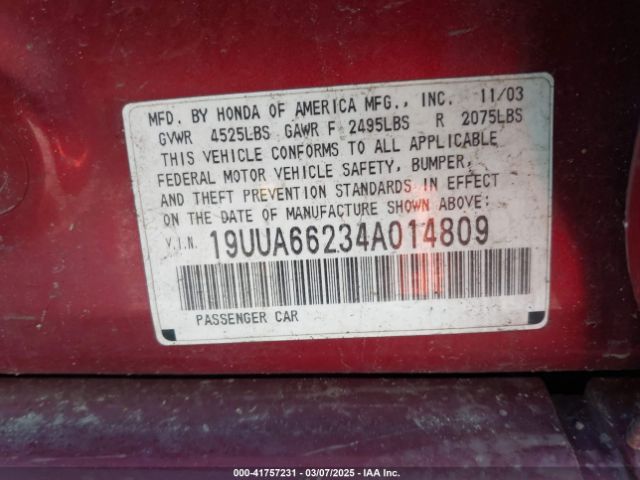 MFD. BY HONDA OF AMERICA MFG., INC. 11/03
GVWR 4525LBS GAWR F 2495LBS R 2075LBS
THIS VEHICLE CONFORMS TO ALL APPLICABLE
FEDERAL MOTOR VEHICLE SAFETY, BUMPER,
AND THEFT PREVENTION STANDARDS IN EFFECT
ON THE DATE OF MANUFACTURE SHOWN ABOVE:
V.I.N. 19UUA66234A014809
PASSENGER CAR
000-41757231 - 03/07/2025 - IAA Inc.